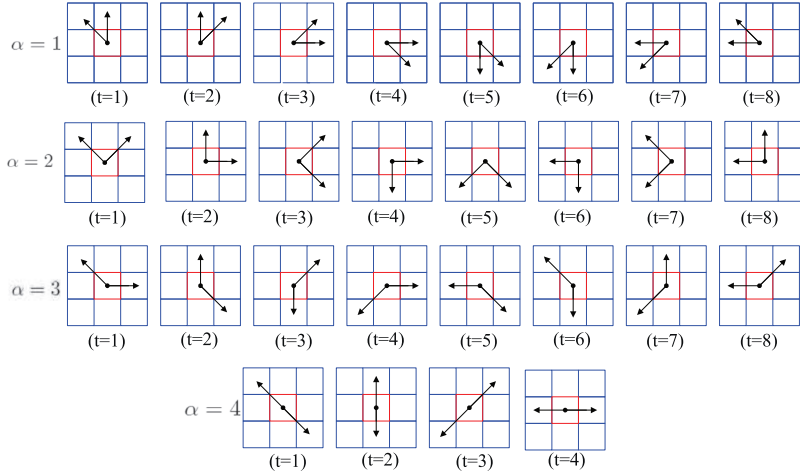 α = 1
(t=1) (t=2) (t=3) (t=4) (t=5) (t=6) (t=7) (t=8)
α = 2
(t=1) (t=2) (t=3) (t=4) (t=5) (t=6) (t=7) (t=8)
α = 3
(t=1) (t=2) (t=3) (t=4) (t=5) (t=6) (t=7) (t=8)
α = 4
(t=1) (t=2) (t=3) (t=4)